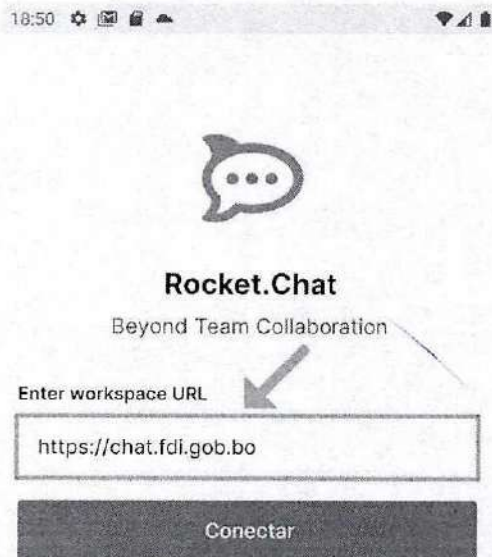 18:50
Rocket.Chat
Beyond Team Collaboration
Enter workspace URL
https://chat.fdi.gob.bo
Conectar